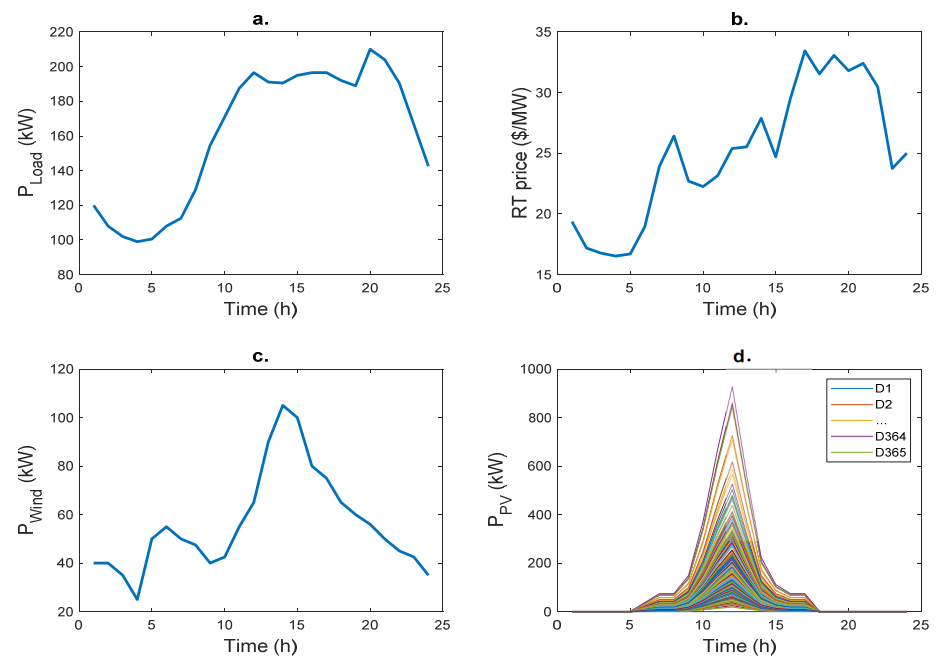 a.
220
200
180
160
140
120
100
80
P_Load (kW)
0 5 10 15 20 25
Time (h)
b.
35
30
25
20
15
RT price ($/MW)
0 5 10 15 20 25
Time (h)
c.
120
100
80
60
40
20
P_Wind (kW)
0 5 10 15 20 25
Time (h)
d.
1000
800
600
400
200
0
P_PV (kW)
D1
D2
...
D364
D365
0 5 10 15 20 25
Time (h)